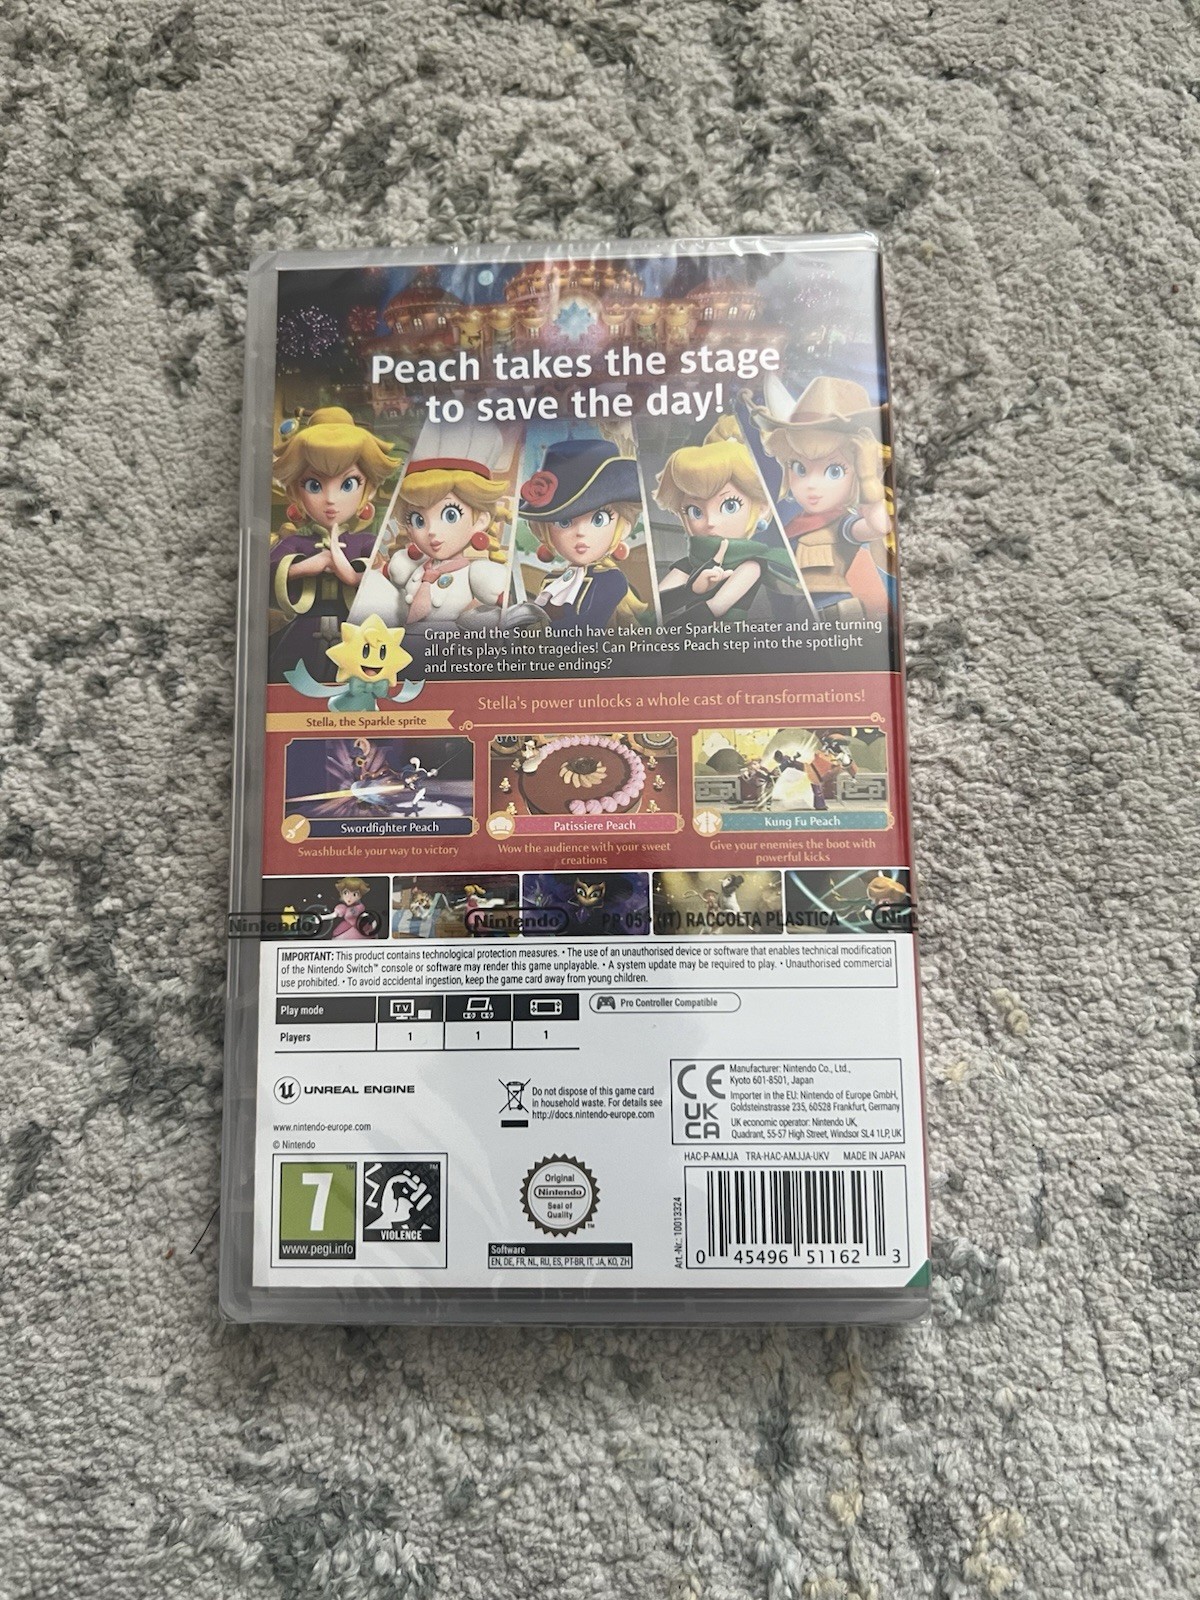 Peach takes the stage
to save the day!
Grape and the Sour Bunch have taken over Sparkle Theater and are turning
all of its plays into tragedies! Can Princess Peach step into the spotlight
and restore their true endings?
Stella's power unlocks a whole cast of transformations!
Stella, the Sparkle sprite
Swordfighter Peach
Swashbuckle your way to victory
Patissiere Peach
Wow the audience with your sweet
creations
Kung Fu Peach
Give your enemies the boot with
powerful kicks
Nintendo Nintendo PP 05 (IT) RACCOLTA PLASTICA Nin
IMPORTANT: This product contains technological protection measures. • The use of an unauthorised device or software that enables technical modification
of the Nintendo Switch™ console or software may render this game unplayable. • A system update may be required to play. • Unauthorised commercial
use prohibited. • To avoid accidental ingestion, keep the game card away from young children.
Play mode TV
Players 1 1 1
Pro Controller Compatible
UNREAL ENGINE
www.nintendo-europe.com
© Nintendo
Do not dispose of this game card
in household waste. For details see
http://docs.nintendo-europe.com
CE
UK
CA
Manufacturer: Nintendo Co., Ltd.,
Kyoto 601-8501, Japan
Importer in the EU: Nintendo of Europe GmbH,
Goldsteinstrasse 235, 60528 Frankfurt, Germany
UK economic operator: Nintendo UK,
Quadrant, 55-57 High Street, Windsor SL4 1LP, UK
HAC-P-AMJJA TRA-HAC-AMJJA-UKV MADE IN JAPAN
7™
www.pegi.info
™
VIOLENCE
Original
Nintendo
Seal of
Quality
™
Software
EN, DE, FR, NL, RU, ES, PT-BR, IT, JA, KO, ZH
Art.-Nr.: 10013324
0 45496 51162 3